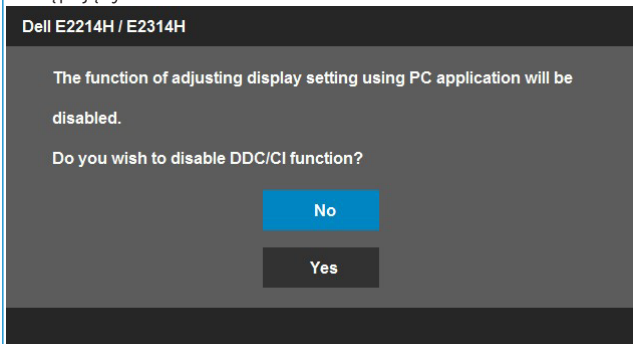 Dell E2214H / E2314H
The function of adjusting display setting using PC application will be
disabled.
Do you wish to disable DDC/CI function?
No
Yes